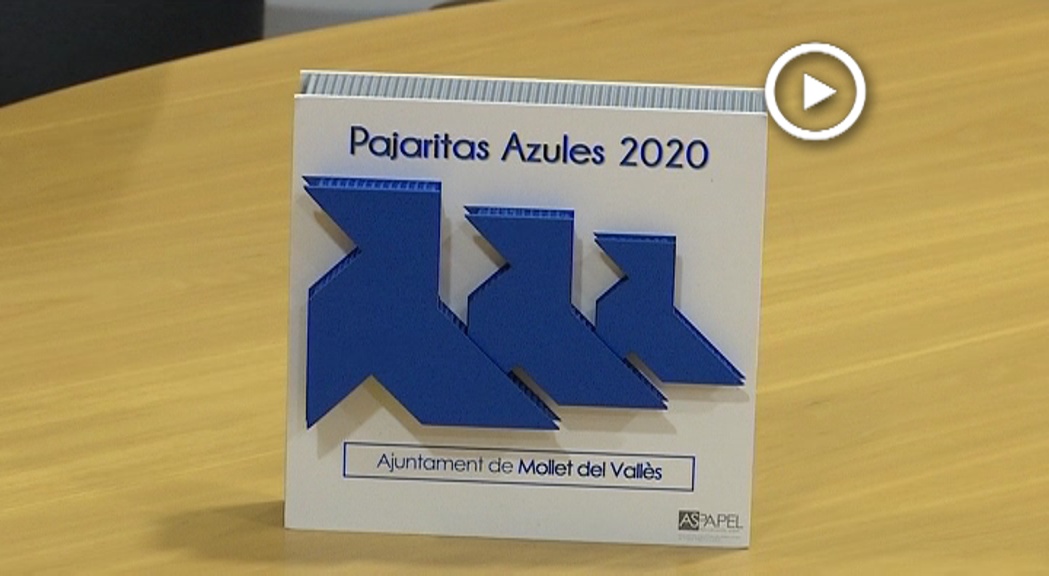 Pajaritas Azules 2020
Ajuntament de Mollet del Vallès
ASPAPEL